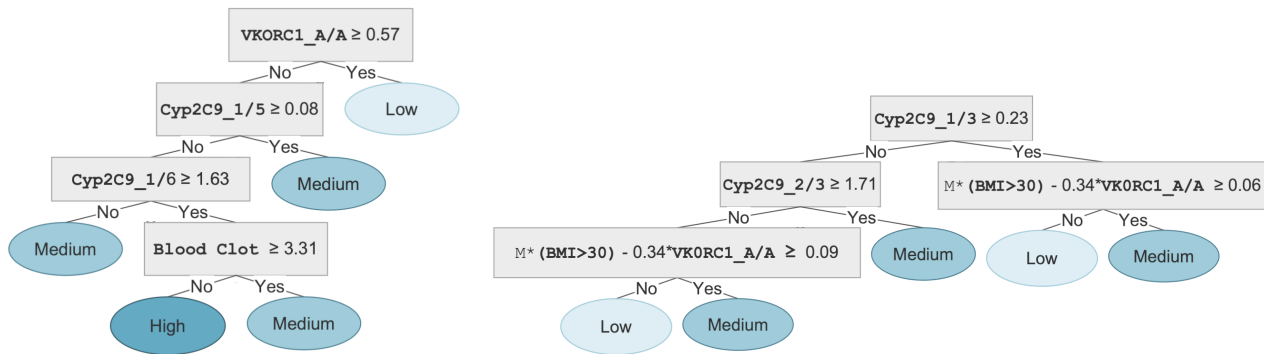 VKORC1_A/A ≥ 0.57
No Yes
Cyp2C9_1/5 ≥ 0.08
Low
No Yes
Cyp2C9_1/6 ≥ 1.63
Medium
No Yes
Medium
Blood Clot ≥ 3.31
No Yes
High
Medium
Cyp2C9_1/3 ≥ 0.23
No Yes
Cyp2C9_2/3 ≥ 1.71
M*(BMI>30) - 0.34*VK0RC1_A/A ≥ 0.06
No Yes
No Yes
M*(BMI>30) - 0.34*VK0RC1_A/A ≥ 0.09
Medium
Low
Medium
No Yes
Low
Medium